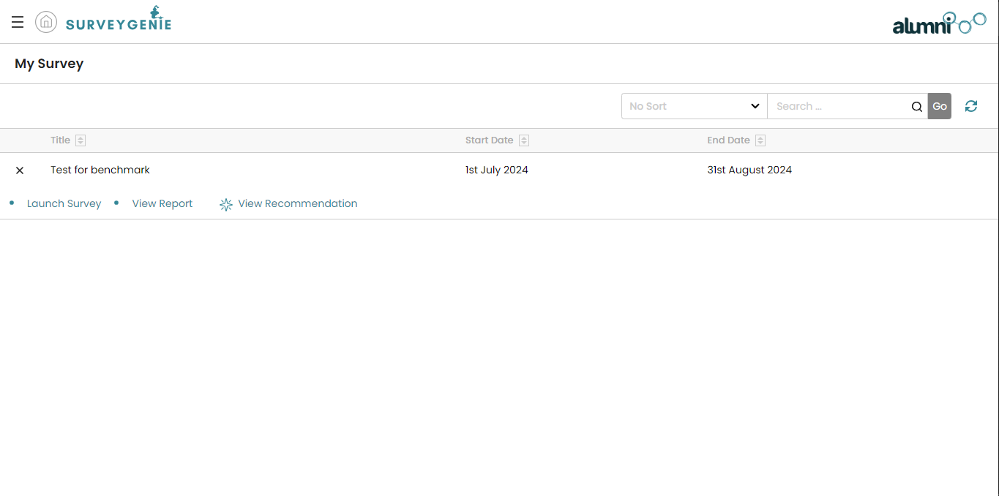 SURVEYGENIE
alumni
My Survey
No Sort Search ... Go
Title Start Date End Date
Test for benchmark 1st July 2024 31st August 2024
Launch Survey View Report View Recommendation